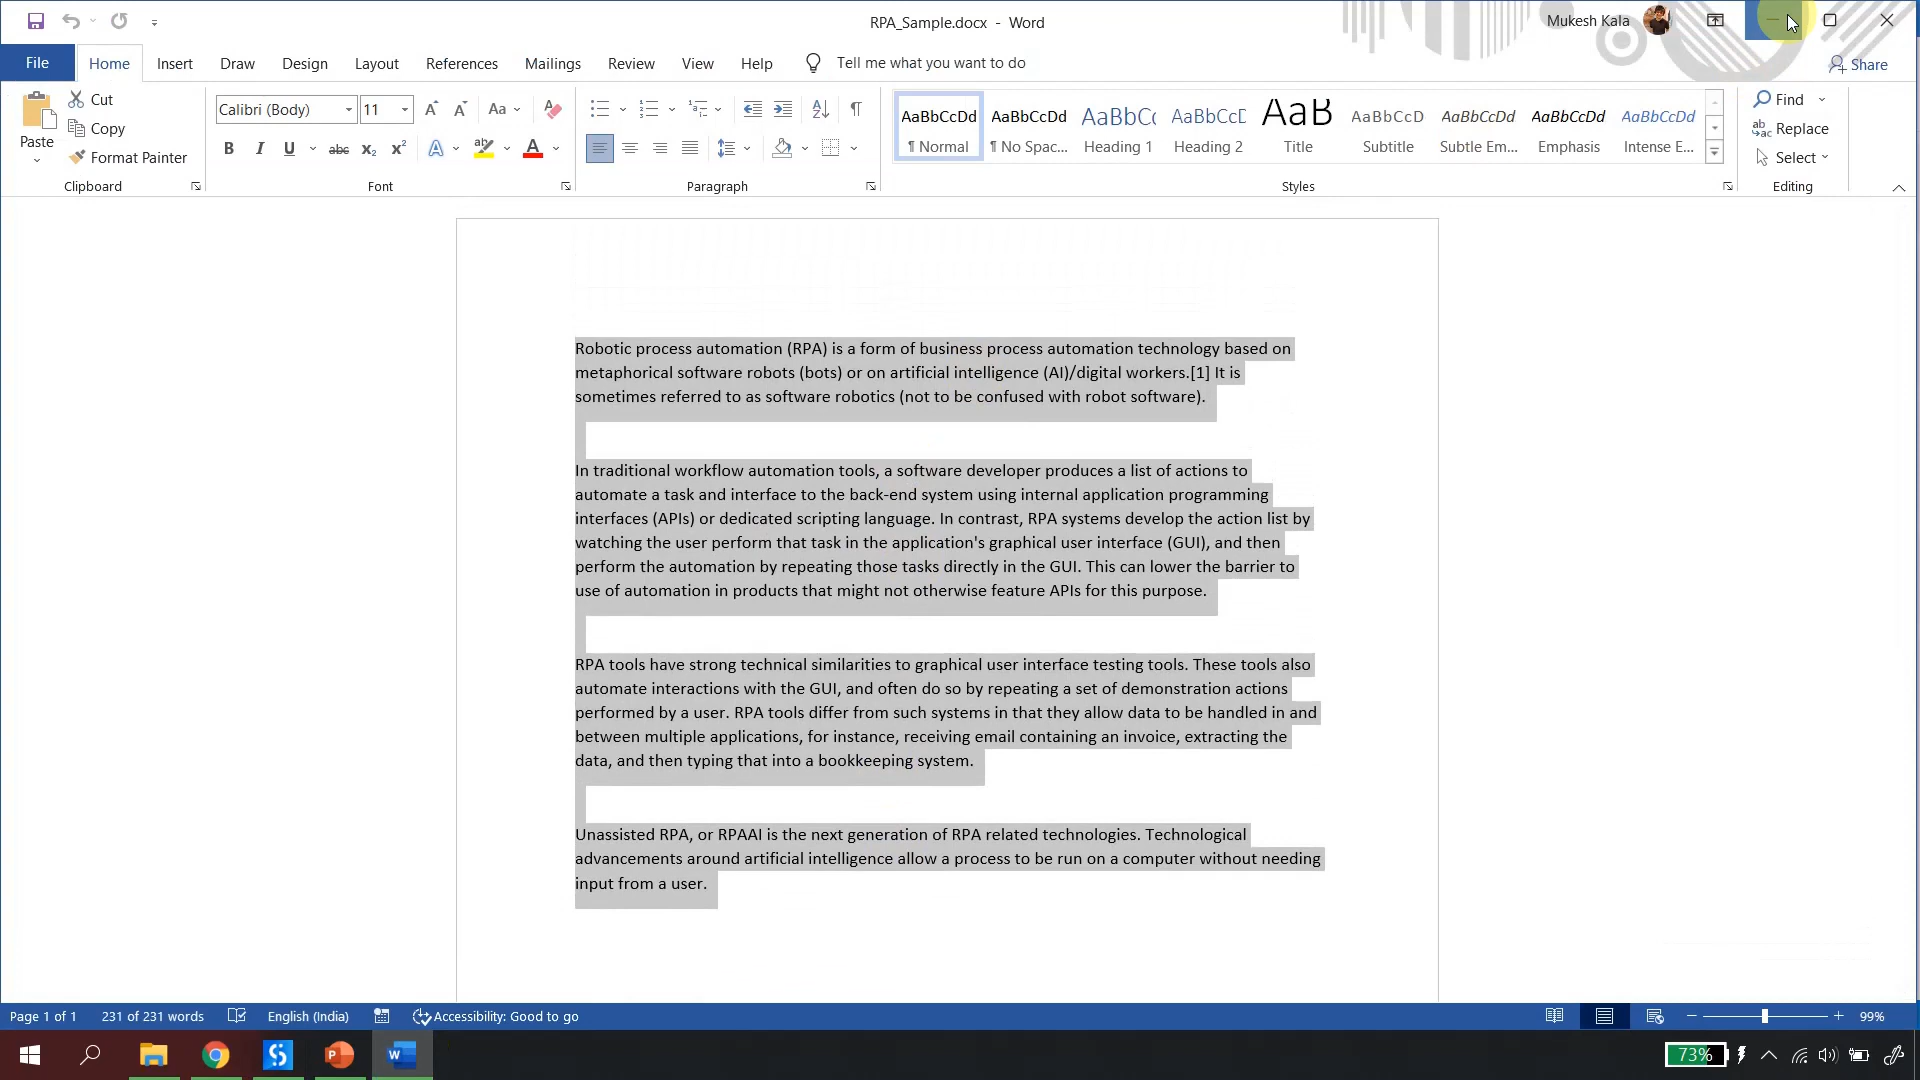 RPA_Sample.docx - Word
Mukesh Kala
File Home Insert Draw Design Layout References Mailings Review View Help Tell me what you want to do
Share
Paste
Cut
Copy
Format Painter
Clipboard
Calibri (Body) 11
Aa
B I U abc x₂ x² A A
Font
Paragraph
AaBbCcDd AaBbCcDd AaBbCc AaBbCcD AaB AaBbCcD AaBbCcDd AaBbCcDd AaBbCcDd
¶ Normal ¶ No Spac... Heading 1 Heading 2 Title Subtitle Subtle Em... Emphasis Intense E...
Styles
Find
Replace
Select
Editing
Robotic process automation (RPA) is a form of business process automation technology based on
metaphorical software robots (bots) or on artificial intelligence (AI)/digital workers.[1] It is
sometimes referred to as software robotics (not to be confused with robot software).
In traditional workflow automation tools, a software developer produces a list of actions to
automate a task and interface to the back-end system using internal application programming
interfaces (APIs) or dedicated scripting language. In contrast, RPA systems develop the action list by
watching the user perform that task in the application's graphical user interface (GUI), and then
perform the automation by repeating those tasks directly in the GUI. This can lower the barrier to
use of automation in products that might not otherwise feature APIs for this purpose.
RPA tools have strong technical similarities to graphical user interface testing tools. These tools also
automate interactions with the GUI, and often do so by repeating a set of demonstration actions
performed by a user. RPA tools differ from such systems in that they allow data to be handled in and
between multiple applications, for instance, receiving email containing an invoice, extracting the
data, and then typing that into a bookkeeping system.
Unassisted RPA, or RPAAI is the next generation of RPA related technologies. Technological
advancements around artificial intelligence allow a process to be run on a computer without needing
input from a user.
Page 1 of 1 231 of 231 words English (India) Accessibility: Good to go 99%
73%